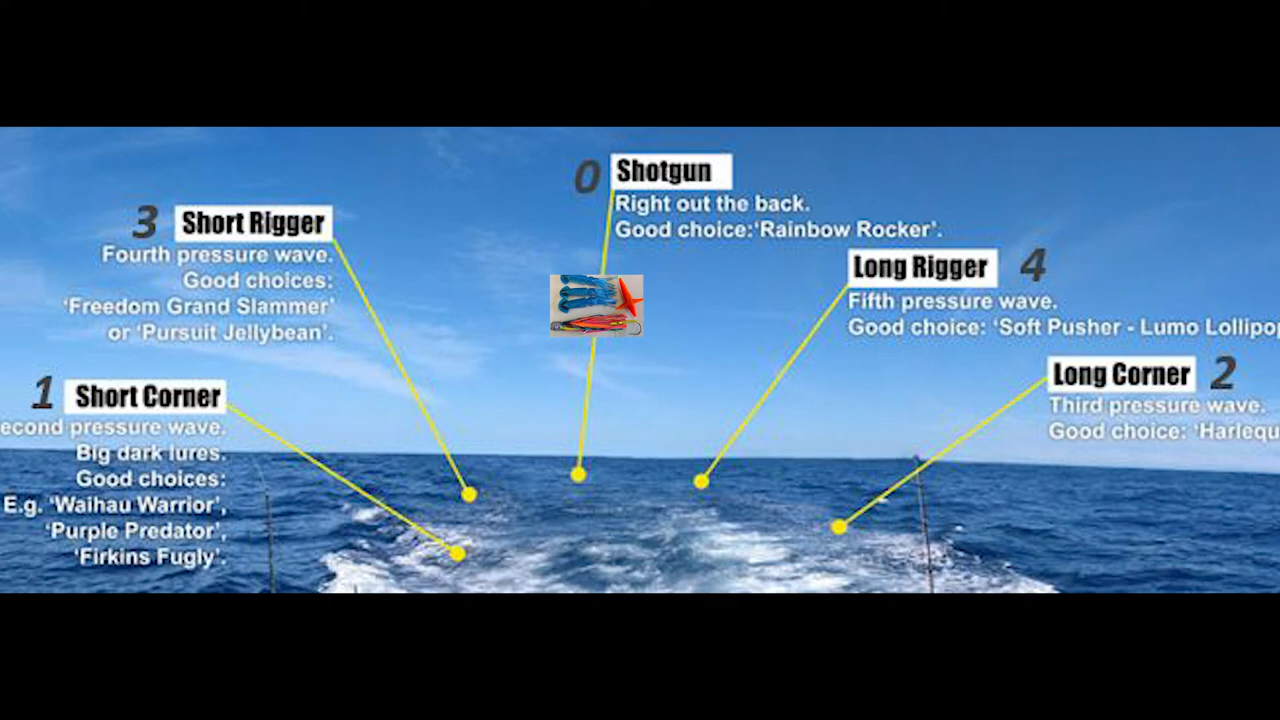 0 Shotgun
Right out the back.
Good choice:‘Rainbow Rocker’.
3 Short Rigger
Fourth pressure wave.
Good choices:
‘Freedom Grand Slammer’
or ‘Pursuit Jellybean’.
Long Rigger 4
Fifth pressure wave.
Good choice: ‘Soft Pusher - Lumo Lollipo
1 Short Corner
econd pressure wave.
Big dark lures.
Good choices:
E.g. ‘Waihau Warrior’,
‘Purple Predator’,
‘Firkins Fugly’.
Long Corner 2
Third pressure wave.
Good choice: ‘Harlequ